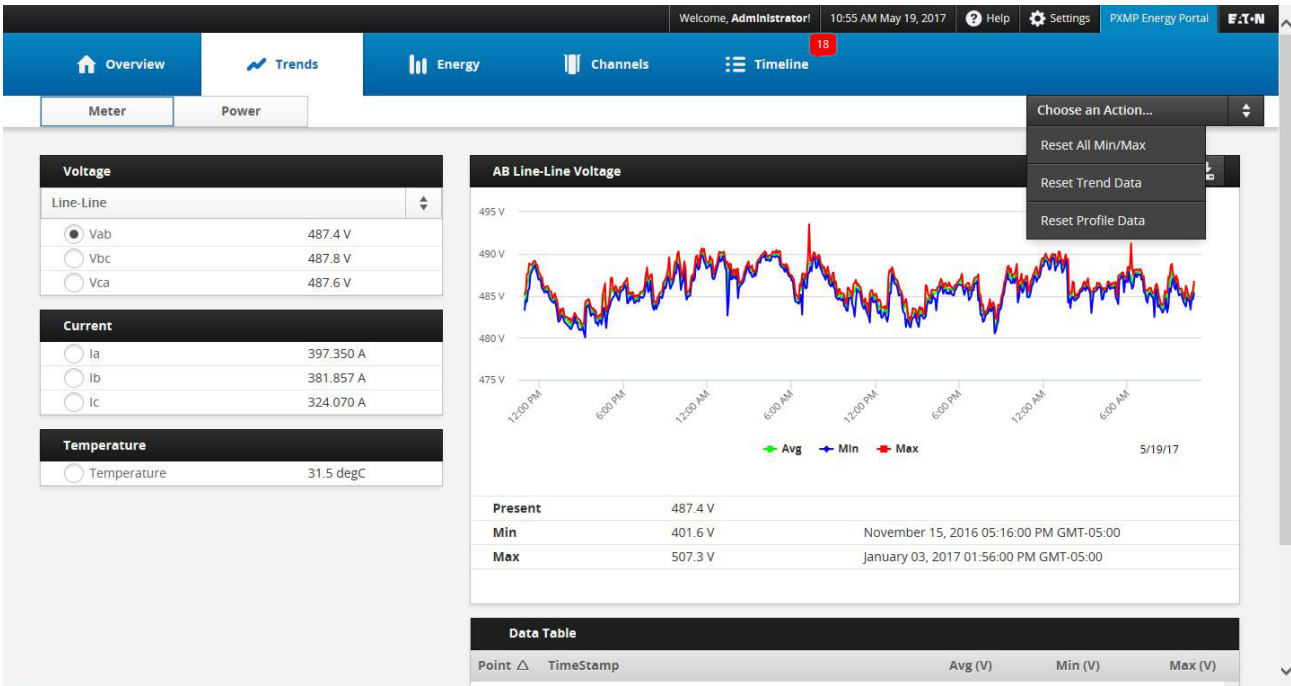 Welcome, Administrator! 10:55 AM May 19, 2017 ? Help Settings PXMP Energy Portal E:T•N
Overview Trends Energy Channels Timeline 18
Meter Power Choose an Action...
Reset All Min/Max
Reset Trend Data
Reset Profile Data
Voltage
Line-Line
Vab 487.4 V
Vbc 487.8 V
Vca 487.6 V
Current
Ia 397.350 A
Ib 381.857 A
Ic 324.070 A
Temperature
Temperature 31.5 degC
AB Line-Line Voltage
495 V
490 V
485 V
480 V
475 V
12:00 PM 6:00 PM 12:00 AM 6:00 AM 12:00 PM 6:00 PM 12:00 AM 6:00 AM
Avg Min Max 5/19/17
Present 487.4 V
Min 401.6 V November 15, 2016 05:16:00 PM GMT-05:00
Max 507.3 V January 03, 2017 01:56:00 PM GMT-05:00
Data Table
Point TimeStamp Avg (V) Min (V) Max (V)